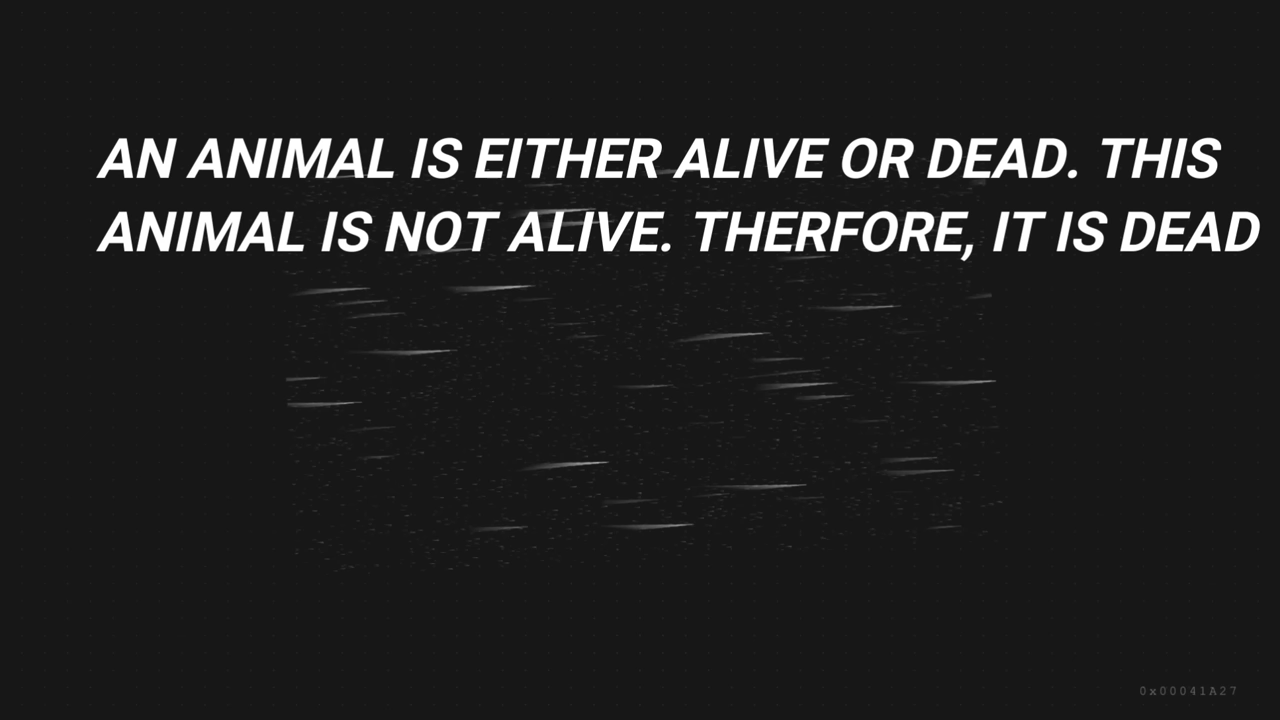 AN ANIMAL IS EITHER ALIVE OR DEAD. THIS
ANIMAL IS NOT ALIVE. THERFORE, IT IS DEAD
0x00041A27